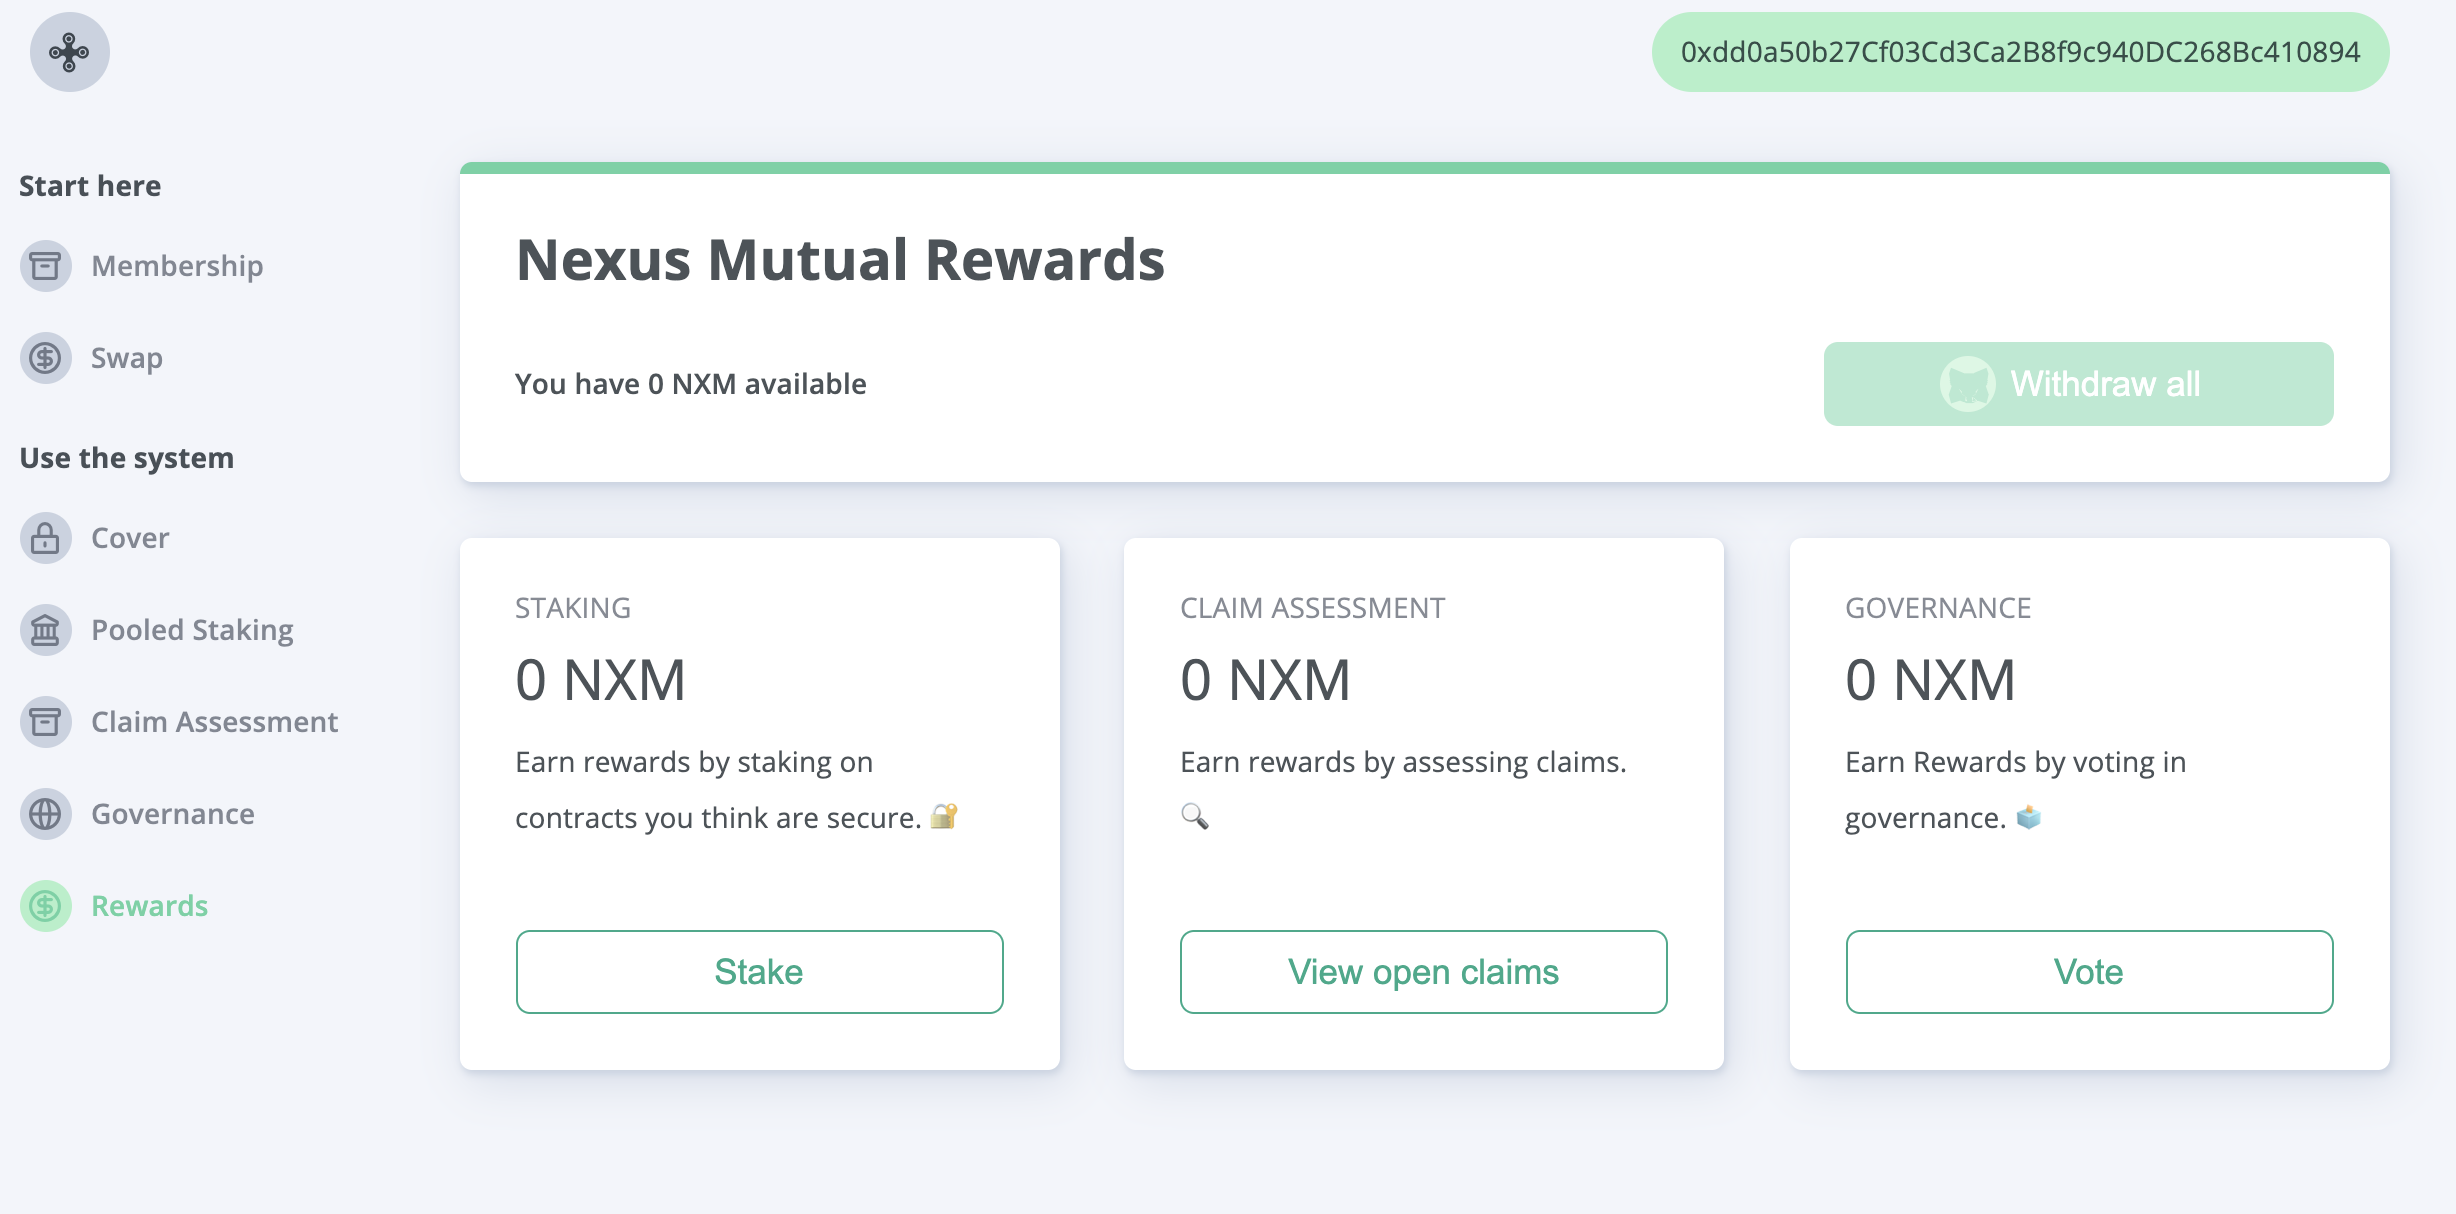 0xdd0a50b27Cf03Cd3Ca2B8f9c940DC268Bc410894
Start here
Membership
Swap
Use the system
Cover
Pooled Staking
Claim Assessment
Governance
Rewards
Nexus Mutual Rewards
You have 0 NXM available
Withdraw all
STAKING
0 NXM
Earn rewards by staking on
contracts you think are secure. 🔐
Stake
CLAIM ASSESSMENT
0 NXM
Earn rewards by assessing claims.
🔍
View open claims
GOVERNANCE
0 NXM
Earn Rewards by voting in
governance. 🗳️
Vote